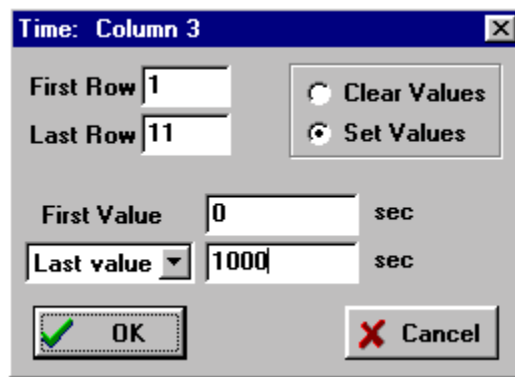 Time: Column 3
First Row 1
Last Row 11
Clear Values
Set Values
First Value 0 sec
Last value 1000 sec
OK
Cancel